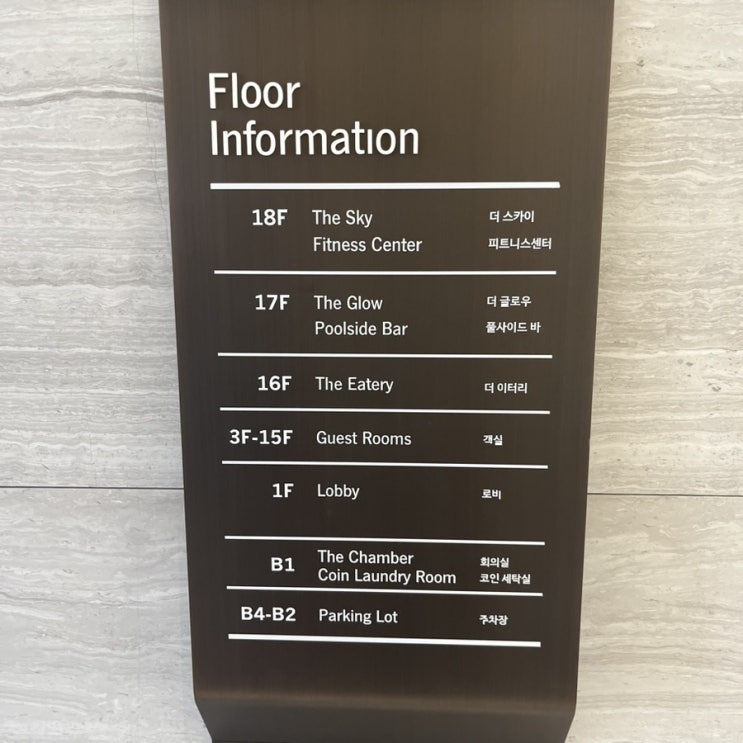 Floor
Information
18F The Sky 더 스카이
Fitness Center 피트니스센터
17F The Glow 더 글로우
Poolside Bar 풀사이드 바
16F The Eatery 더 이터리
3F-15F Guest Rooms 객실
1F Lobby 로비
B1 The Chamber 회의실
Coin Laundry Room 코인 세탁실
B4-B2 Parking Lot 주차장